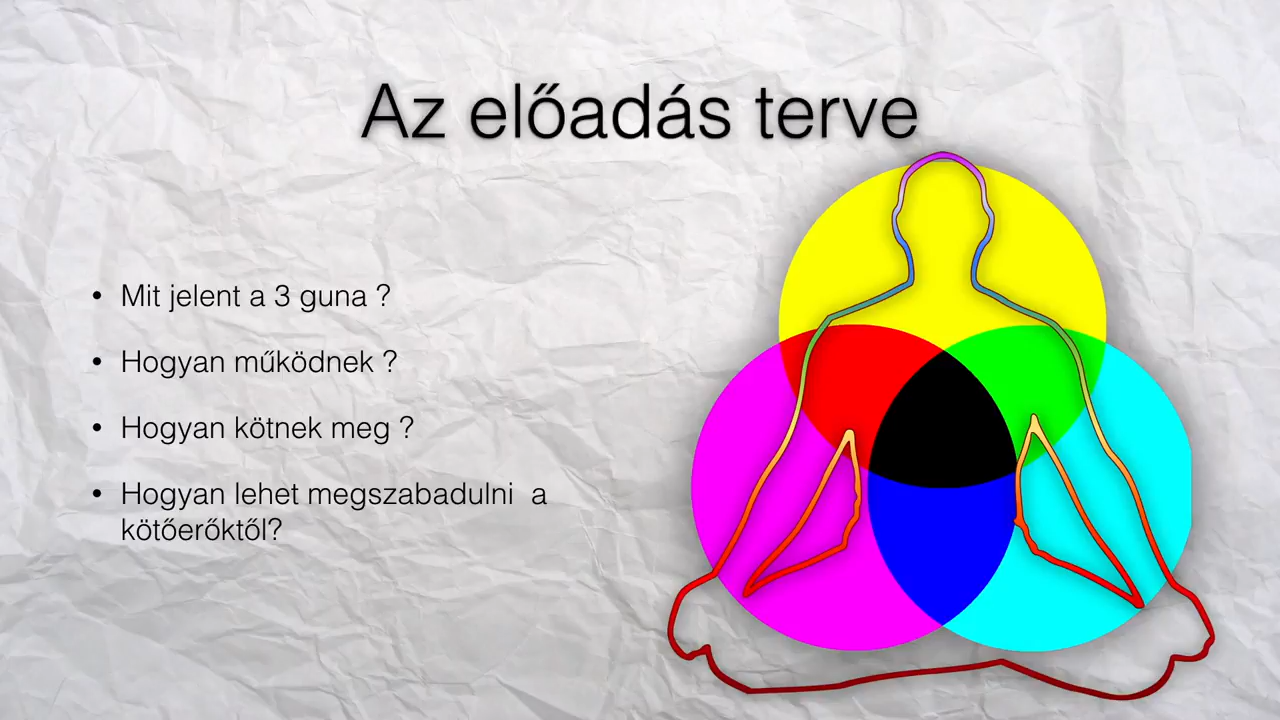 Az előadás terve
• Mit jelent a 3 guna ?
• Hogyan működnek ?
• Hogyan kötnek meg ?
• Hogyan lehet megszabadulni  a
kötőerőktől?